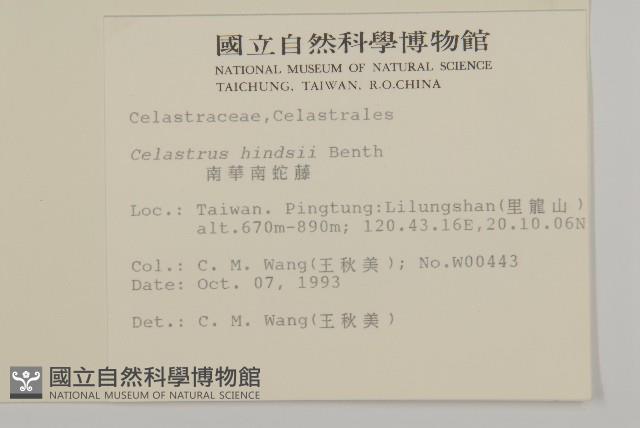 國立自然科學博物館
NATIONAL MUSEUM OF NATURAL SCIENCE
TAICHUNG, TAIWAN, R.O.CHINA
Celastraceae,Celastrales
Celastrus hindsii Benth
南華南蛇藤
Loc.: Taiwan. Pingtung:Lilungshan(里龍山)
alt.670m-890m; 120.43.16E,20.10.06N
Col.: C. M. Wang(王秋美); No.W00443
Date: Oct. 07, 1993
Det.: C. M. Wang(王秋美)
國立自然科學博物館
NATIONAL MUSEUM OF NATURAL SCIENCE